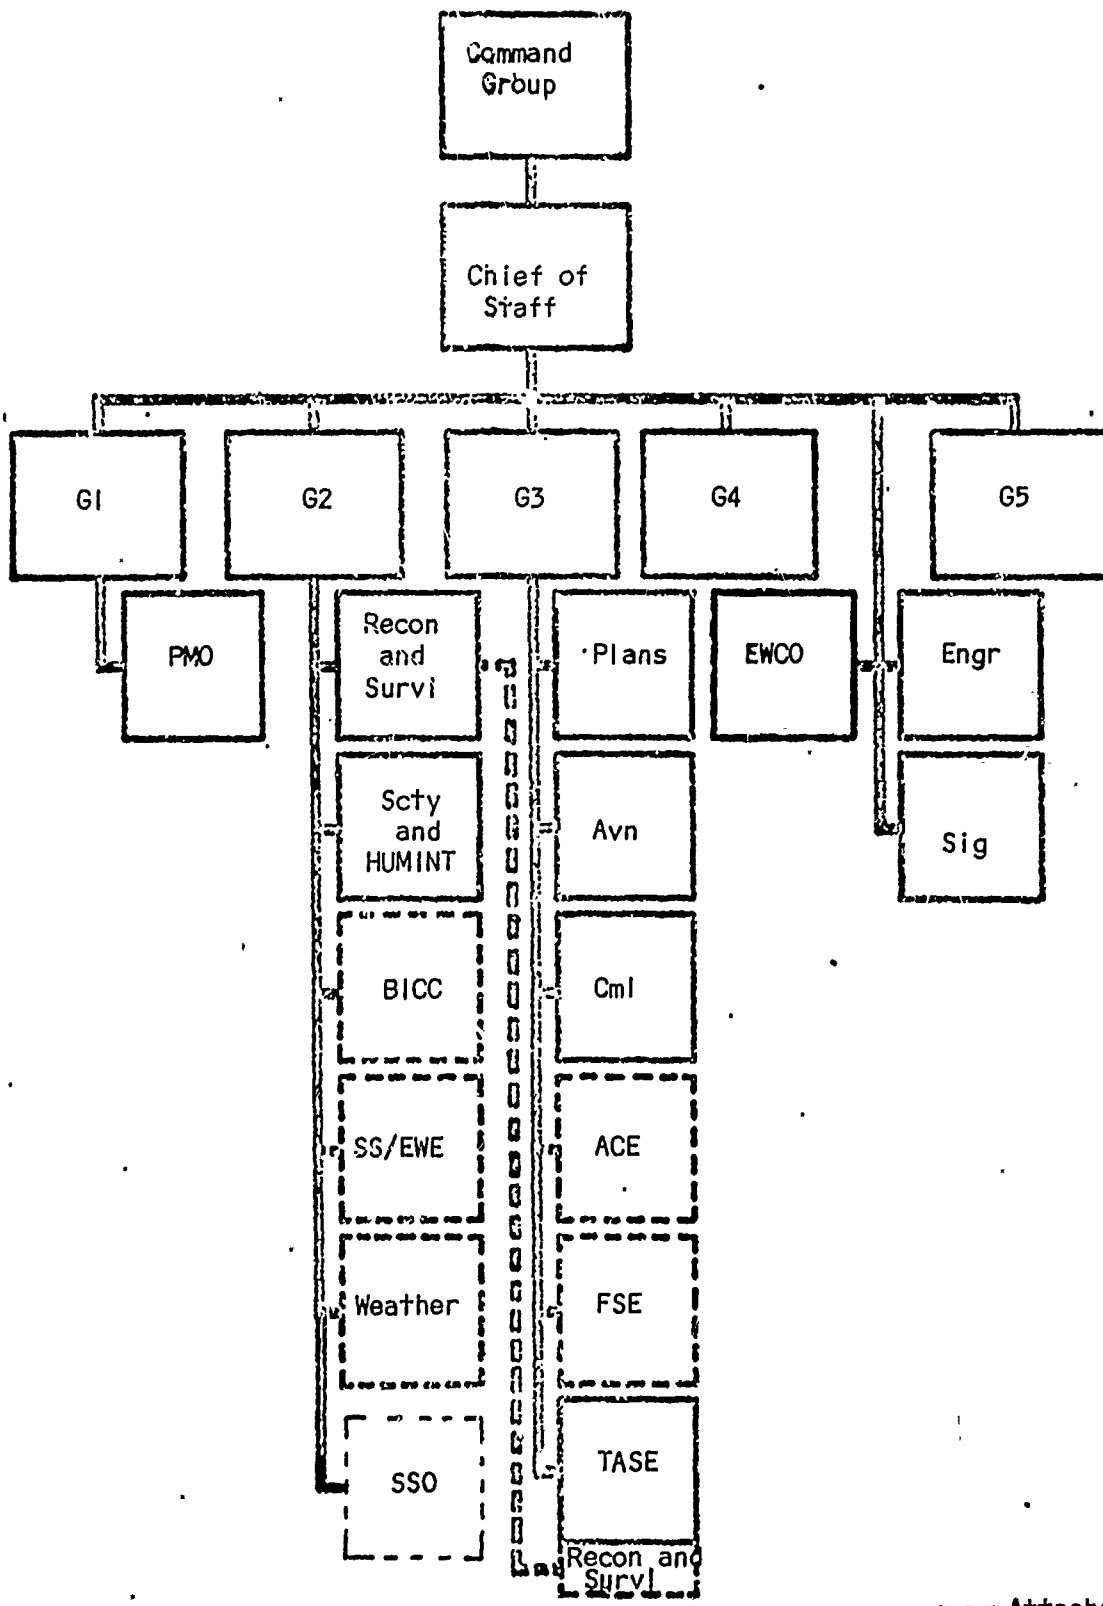 Command
Group
Chief of
Staff
G1
G2
G3
G4
G5
PMO
Recon
and
Survl
Plans
EWCO
Engr
Scty
and
HUMINT
Avn
Sig
BICC
Cml
SS/EWE
ACE
Weather
FSE
SSO
TASE
Recon and
Survl